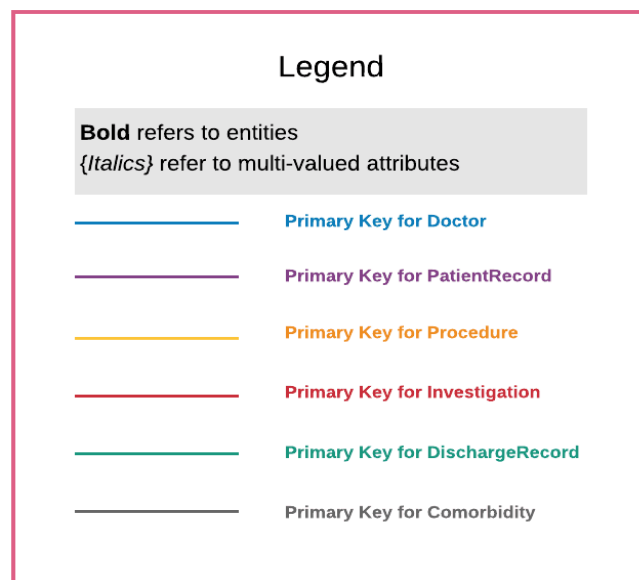 Legend
Bold refers to entities
{Italics} refer to multi-valued attributes
Primary Key for Doctor
Primary Key for PatientRecord
Primary Key for Procedure
Primary Key for Investigation
Primary Key for DischargeRecord
Primary Key for Comorbidity